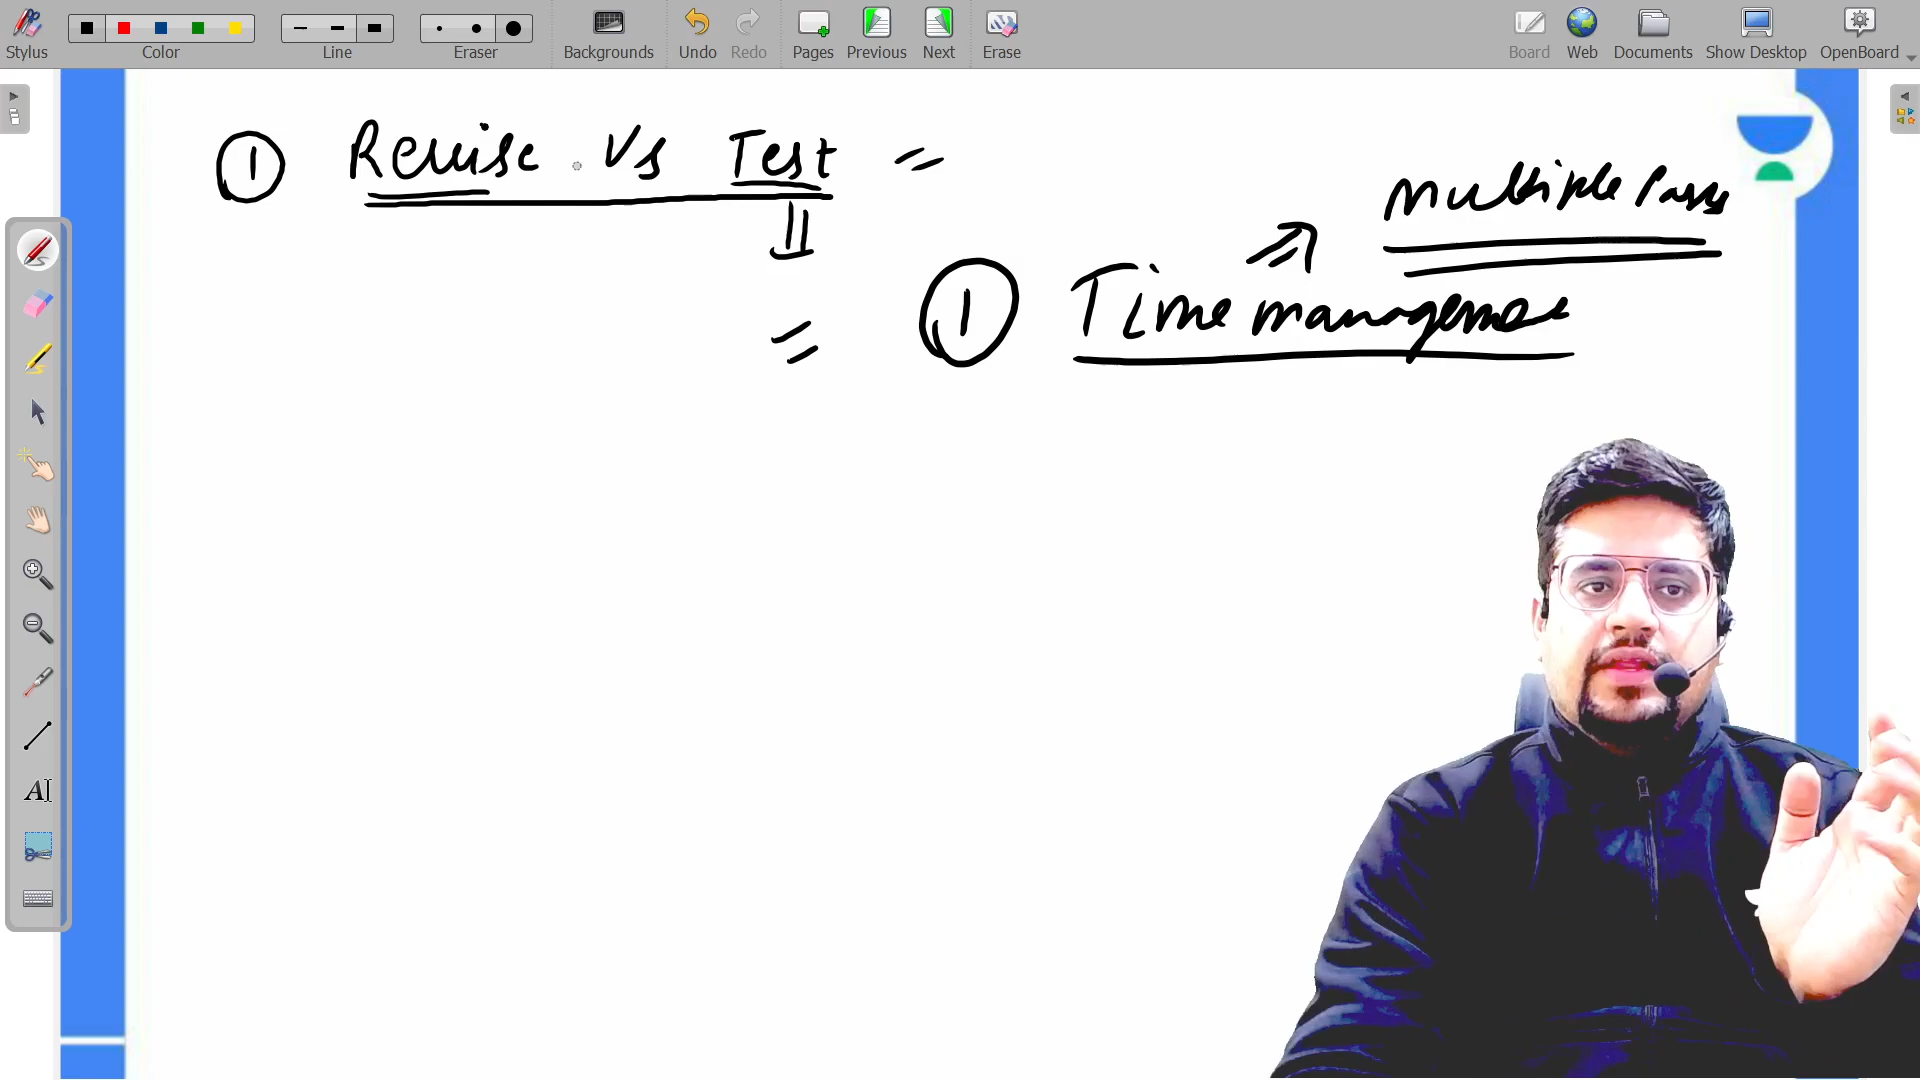 Stylus Color Line Eraser Backgrounds Undo Redo Pages Previous Next Erase Board Web Documents Show Desktop OpenBoard
① Revise Vs Test =
Multiple Pass
= ① Time management